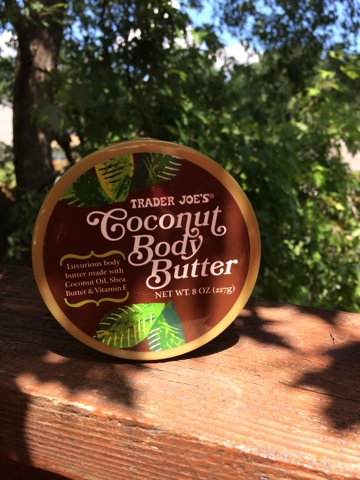 TRADER JOE'S®
Coconut
Body
Butter
Luxurious body
butter made with
Coconut Oil, Shea
Butter & Vitamin E
NET WT. 8 OZ (227g)